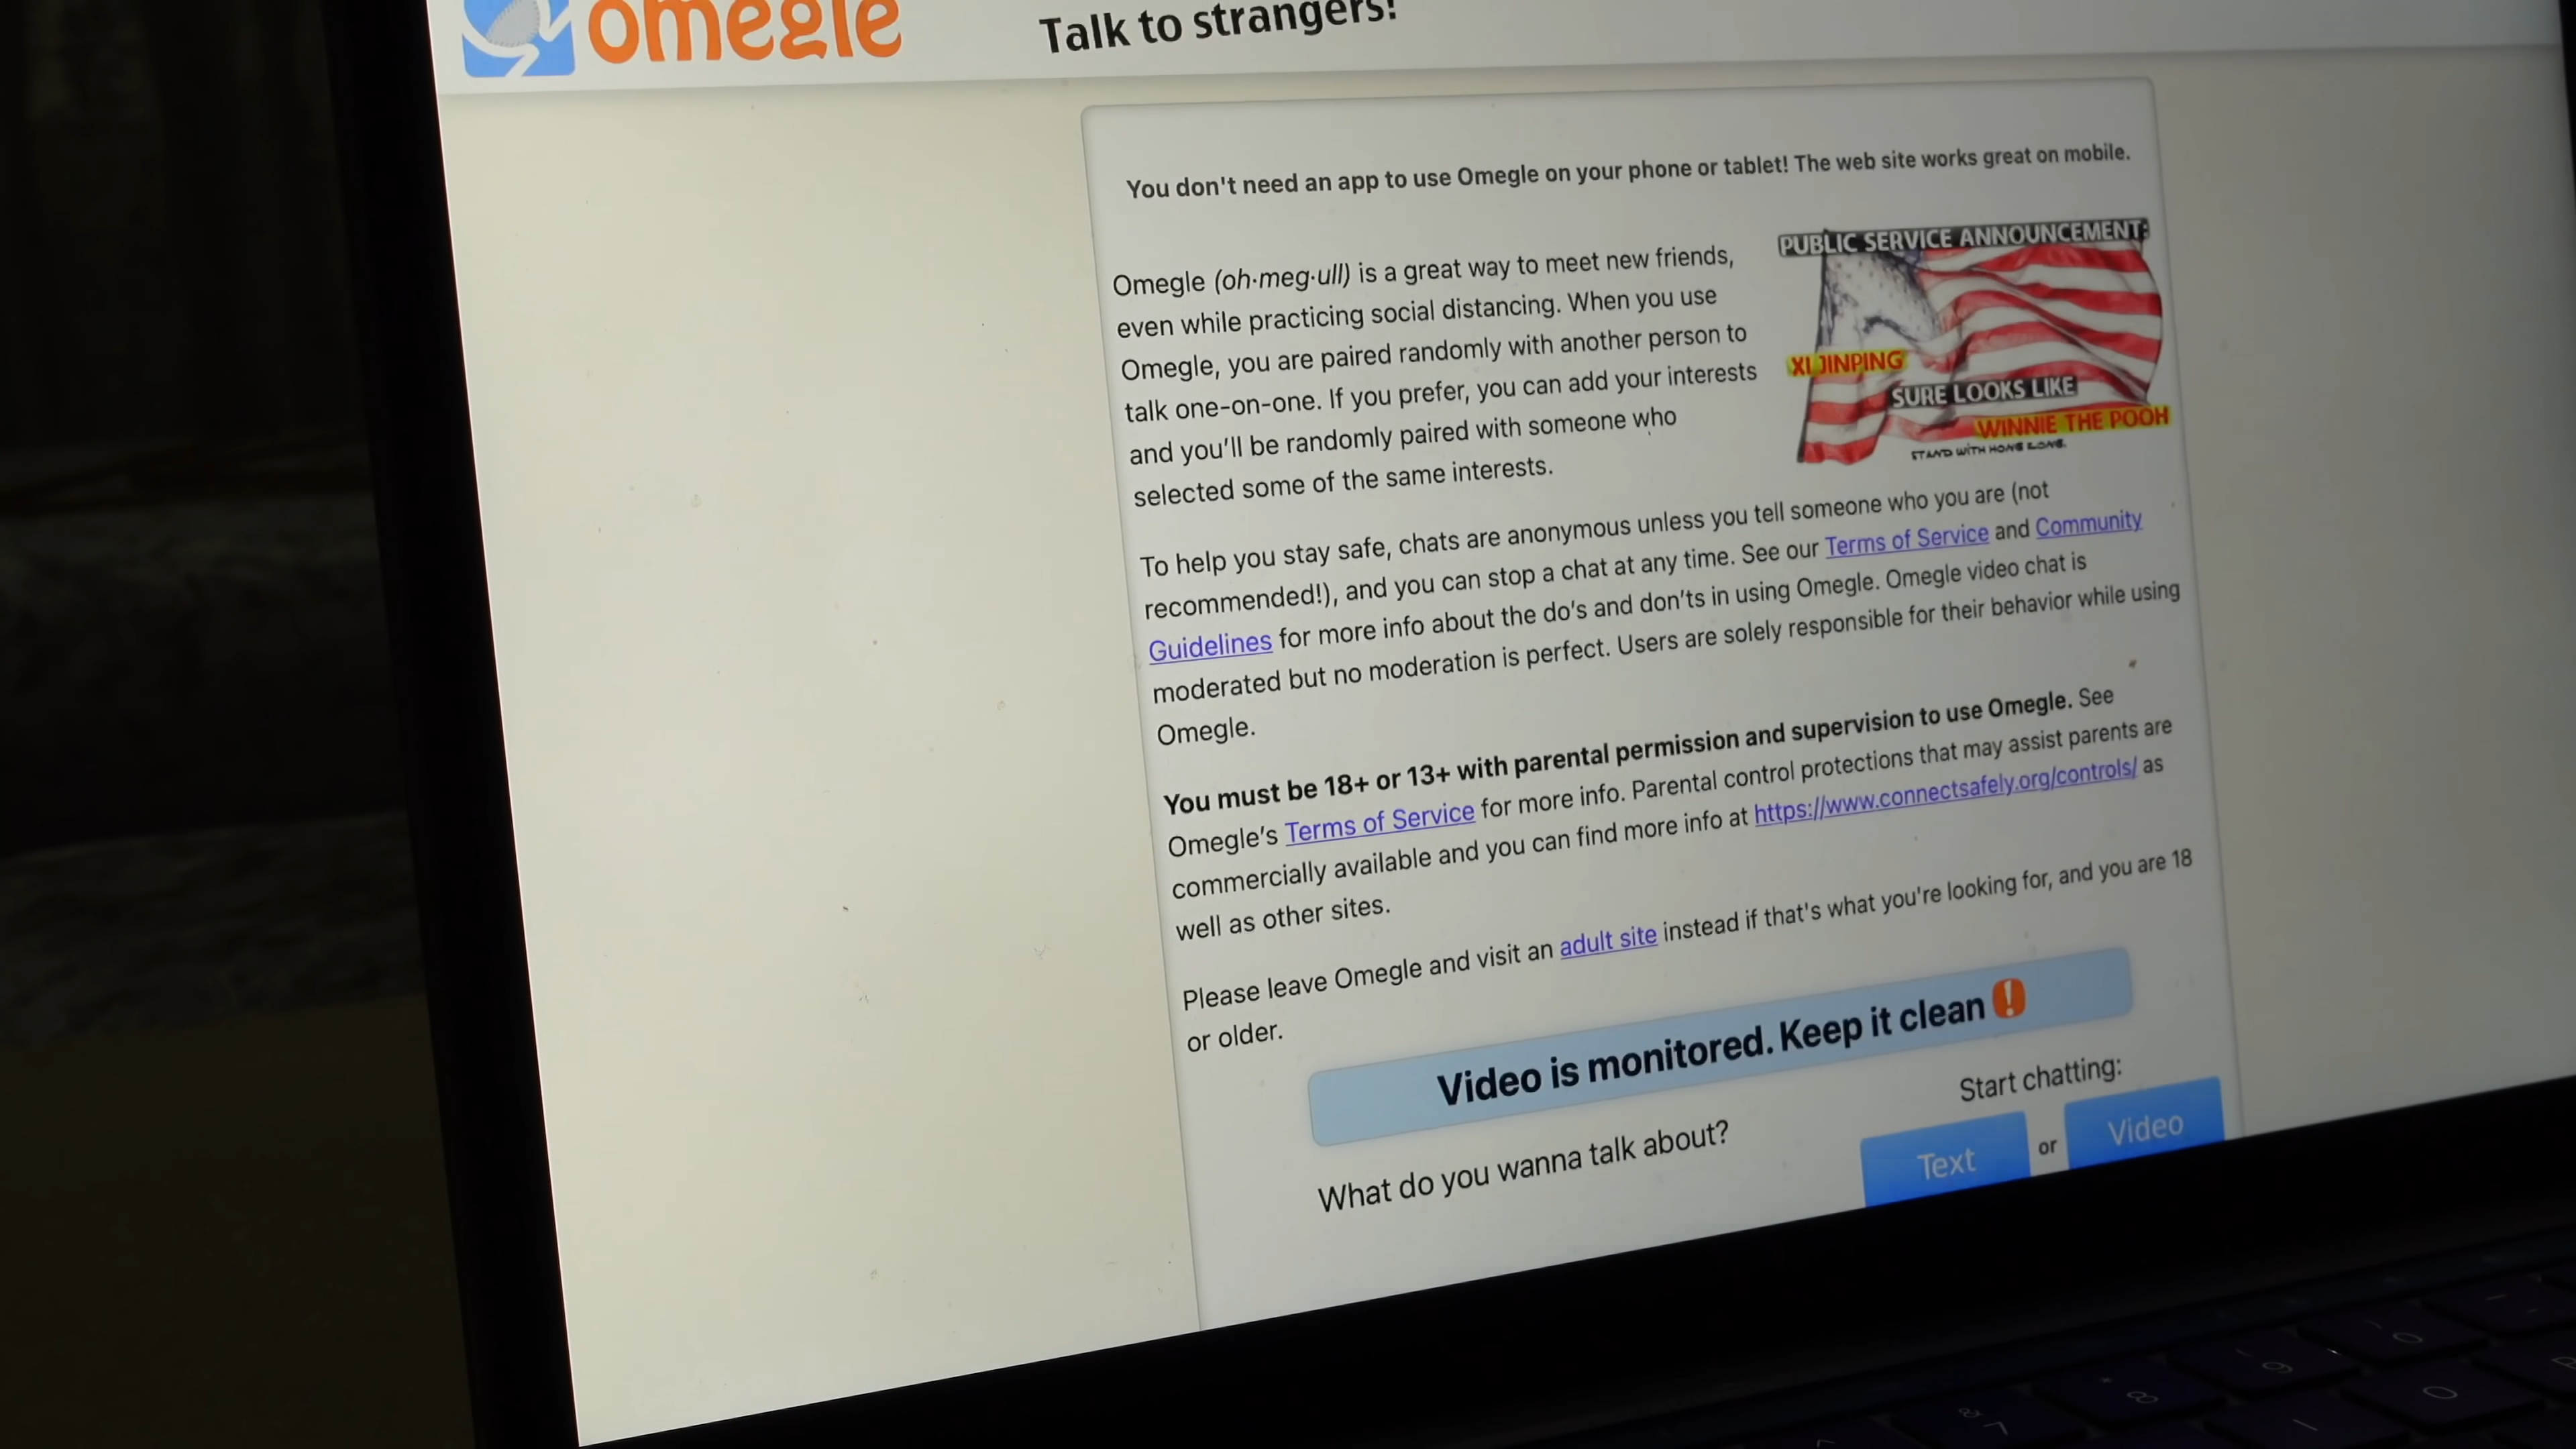 omegle
Talk to strangers!
You don't need an app to use Omegle on your phone or tablet! The web site works great on mobile.
PUBLIC SERVICE ANNOUNCEMENT:
XI JINPING
SURE LOOKS LIKE
WINNIE THE POOH
STAND WITH HONG KONG.
Omegle (oh·meg·ull) is a great way to meet new friends,
even while practicing social distancing. When you use
Omegle, you are paired randomly with another person to
talk one-on-one. If you prefer, you can add your interests
and you’ll be randomly paired with someone who
selected some of the same interests.
To help you stay safe, chats are anonymous unless you tell someone who you are (not
recommended!), and you can stop a chat at any time. See our Terms of Service and Community
Guidelines for more info about the do’s and don’ts in using Omegle. Omegle video chat is
moderated but no moderation is perfect. Users are solely responsible for their behavior while using
Omegle.
You must be 18+ or 13+ with parental permission and supervision to use Omegle. See
Omegle’s Terms of Service for more info. Parental control protections that may assist parents are
commercially available and you can find more info at https://www.connectsafely.org/controls/ as
well as other sites.
Please leave Omegle and visit an adult site instead if that's what you're looking for, and you are 18
or older.
Video is monitored. Keep it clean !
What do you wanna talk about?
Start chatting:
Text or Video